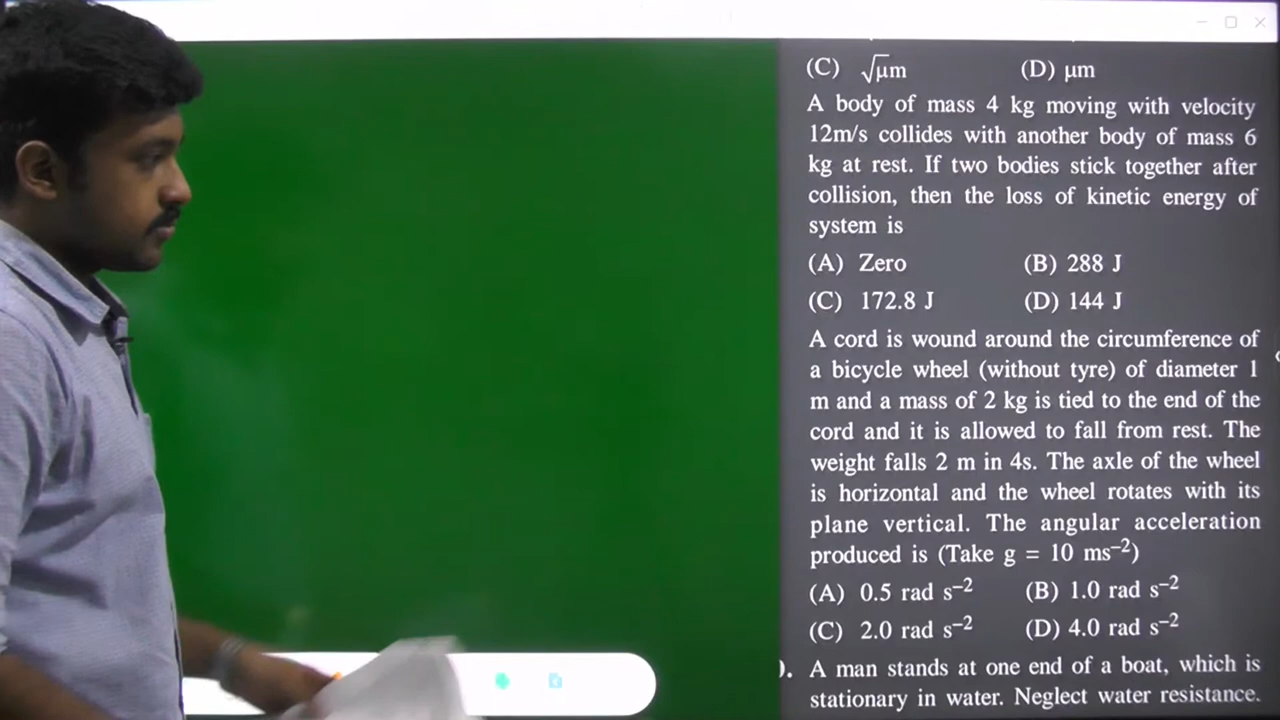 (C) √μm (D) μm
A body of mass 4 kg moving with velocity
12m/s collides with another body of mass 6
kg at rest. If two bodies stick together after
collision, then the loss of kinetic energy of
system is
(A) Zero (B) 288 J
(C) 172.8 J (D) 144 J
A cord is wound around the circumference of
a bicycle wheel (without tyre) of diameter 1
m and a mass of 2 kg is tied to the end of the
cord and it is allowed to fall from rest. The
weight falls 2 m in 4s. The axle of the wheel
is horizontal and the wheel rotates with its
plane vertical. The angular acceleration
produced is (Take g = 10 ms⁻²)
(A) 0.5 rad s⁻² (B) 1.0 rad s⁻²
(C) 2.0 rad s⁻² (D) 4.0 rad s⁻²
). A man stands at one end of a boat, which is
stationary in water. Neglect water resistance.